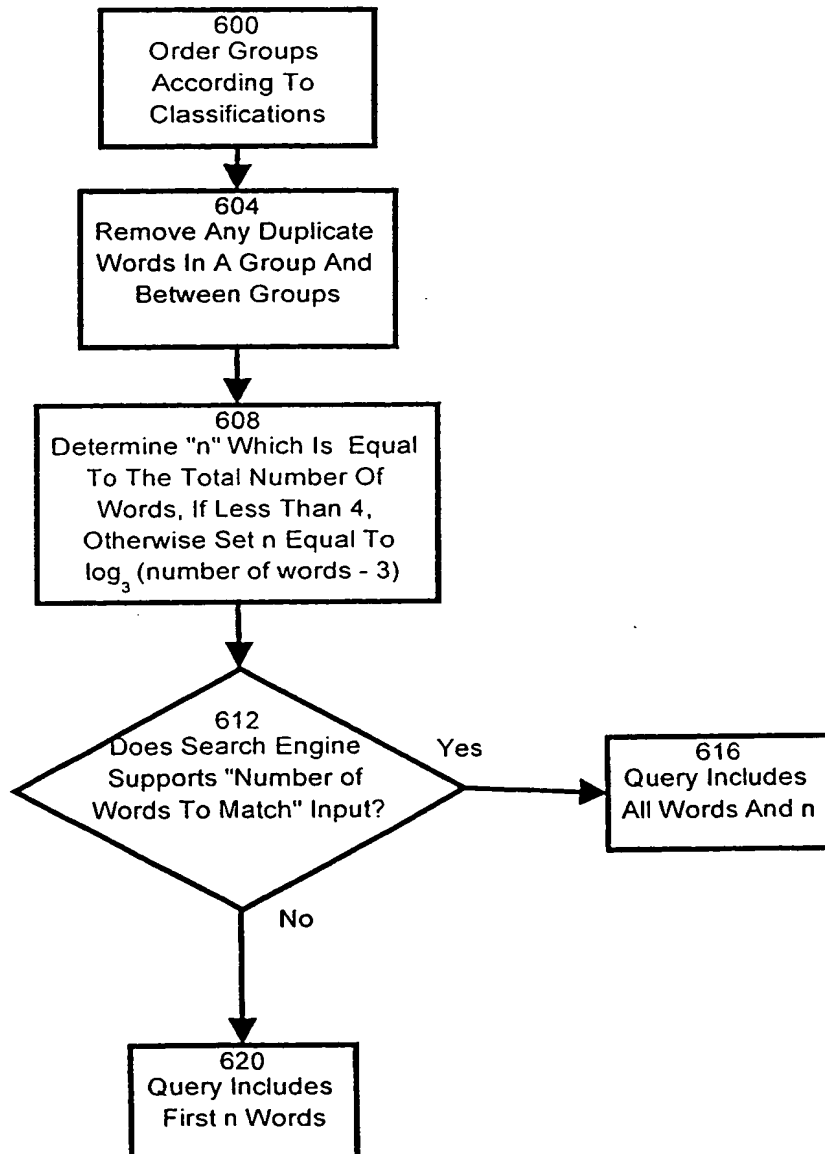 600
Order Groups
According To
Classifications
604
Remove Any Duplicate
Words In A Group And
Between Groups
608
Determine "n" Which Is Equal
To The Total Number Of
Words, If Less Than 4,
Otherwise Set n Equal To
log₃ (number of words - 3)
612
Does Search Engine
Supports "Number of
Words To Match" Input?
Yes
616
Query Includes
All Words And n
No
620
Query Includes
First n Words